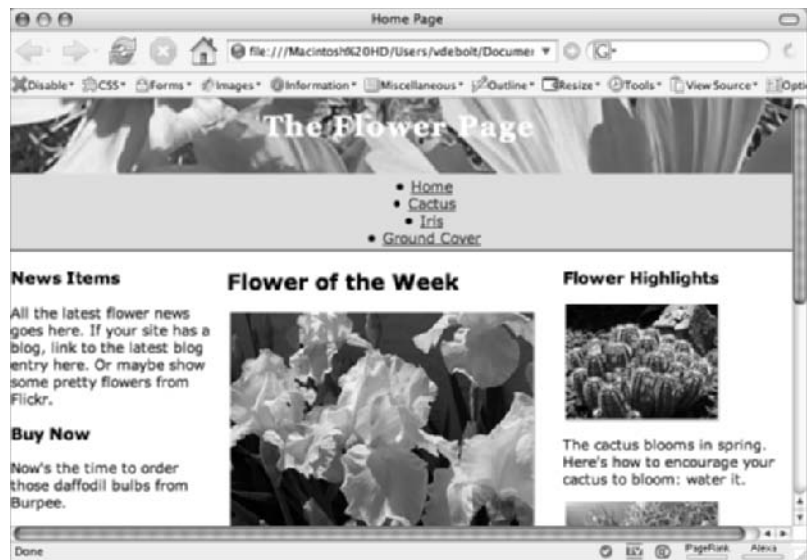 Home Page
file:///Macintosh%20HD/Users/vdebolt/Documer
G
Disable CSS Forms Images Information Miscellaneous Outline Resize Tools View Source Opti
The Flower Page
• Home
• Cactus
• Iris
• Ground Cover
News Items
All the latest flower news
goes here. If your site has a
blog, link to the latest blog
entry here. Or maybe show
some pretty flowers from
Flickr.
Buy Now
Now's the time to order
those daffodil bulbs from
Burpee.
Flower of the Week
Flower Highlights
The cactus blooms in spring.
Here's how to encourage your
cactus to bloom: water it.
Done
PageRank Alexa